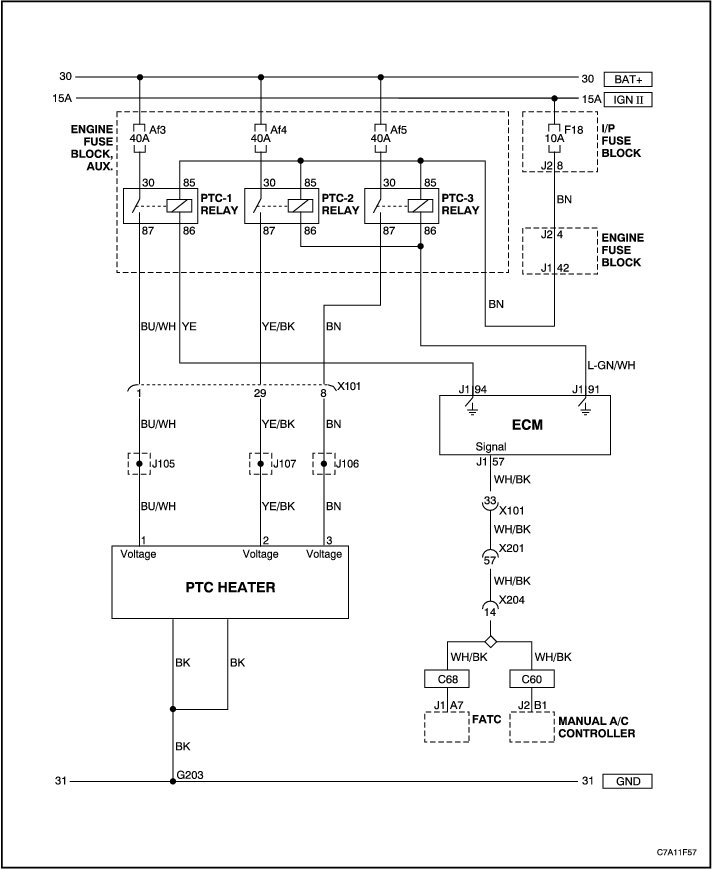 30
30 BAT+
15A
15A IGN II
ENGINE
FUSE
BLOCK,
AUX.
Af3
40A
Af4
40A
Af5
40A
F18
10A
I/P
FUSE
BLOCK
J2 8
30 85
PTC-1
RELAY
87 86
30 85
PTC-2
RELAY
87 86
30 85
PTC-3
RELAY
87 86
BN
J2 4
ENGINE
FUSE
BLOCK
J1 42
BN
BU/WH YE
YE/BK
BN
L-GN/WH
1
29
8
X101
J1 94
J1 91
ECM
Signal
J1 57
BU/WH
YE/BK
BN
J105
J107
J106
BU/WH
YE/BK
BN
WH/BK
33
X101
WH/BK
X201
57
WH/BK
X204
14
1
Voltage
2
Voltage
3
Voltage
PTC HEATER
BK
BK
BK
WH/BK
WH/BK
C68
C60
J1 A7
FATC
J2 B1
MANUAL A/C
CONTROLLER
31
G203
31 GND
C7A11F57